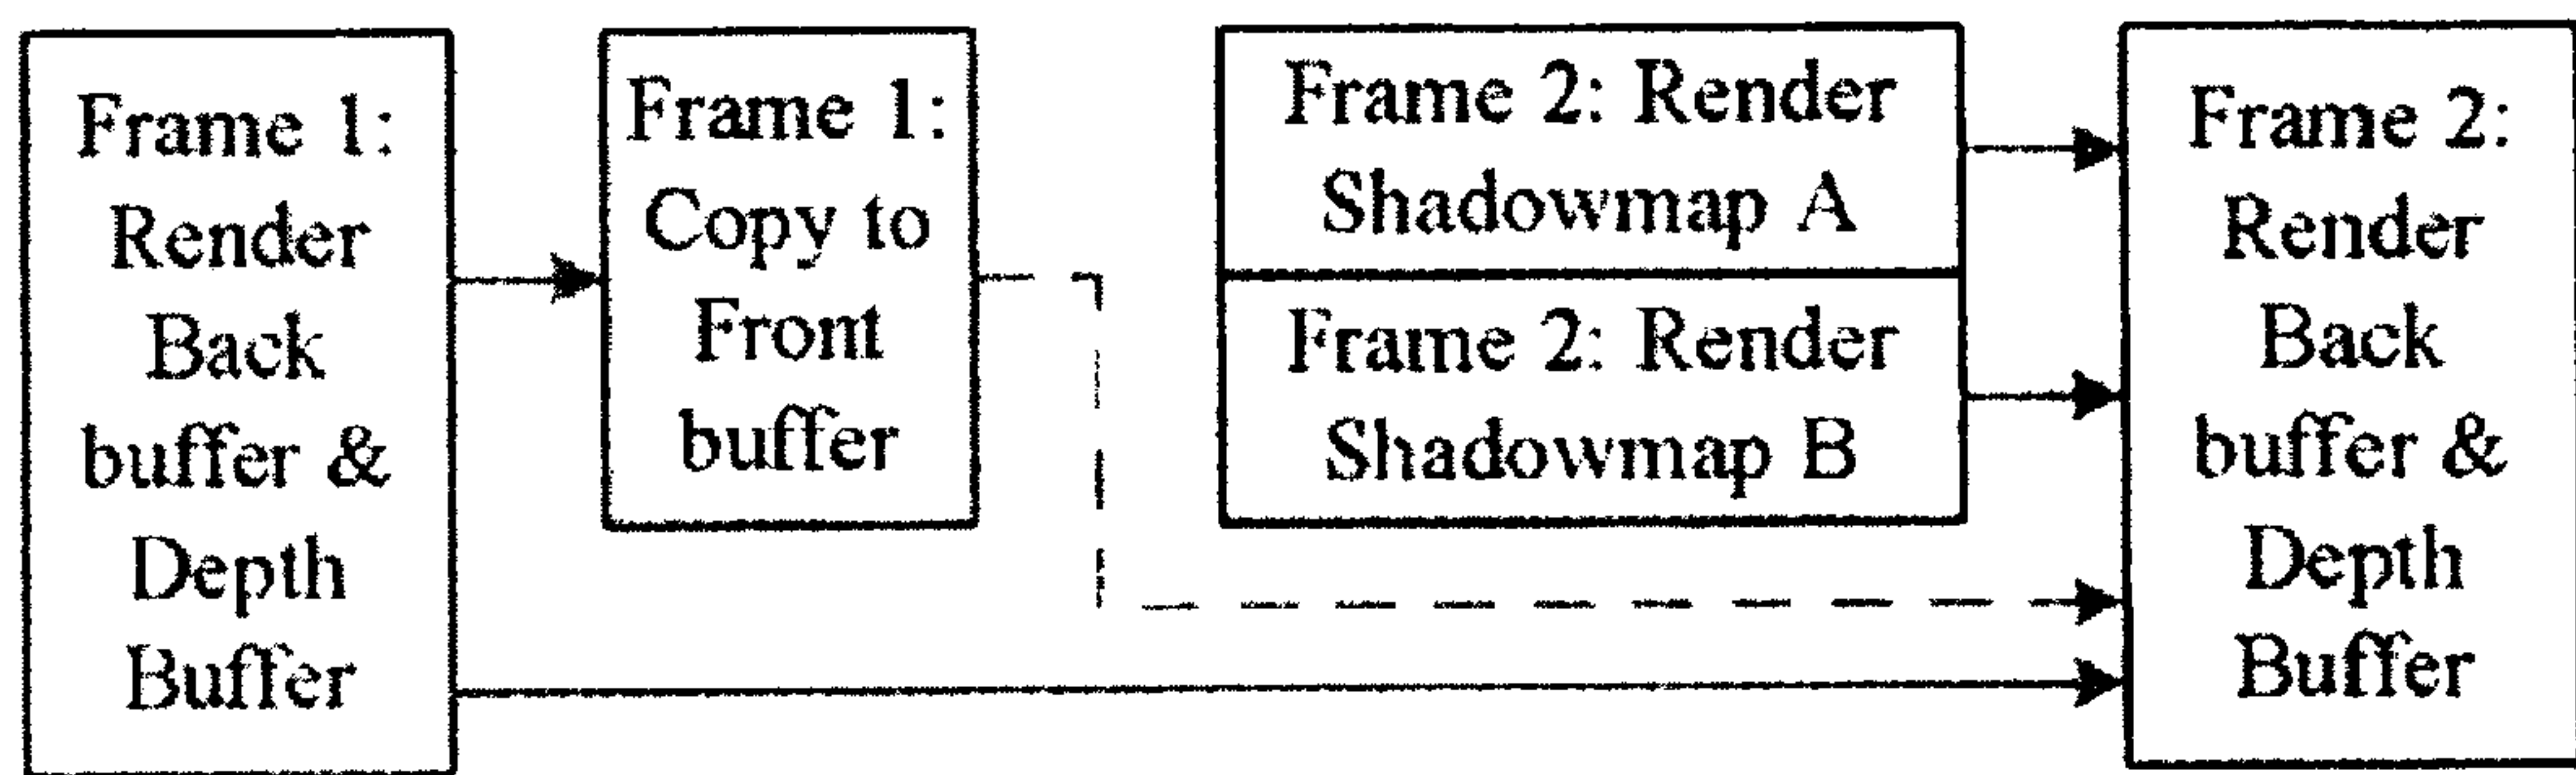 Frame 1:
Render
Back
buffer &
Depth
Buffer
Frame 1:
Copy to
Front
buffer
Frame 2: Render
Shadowmap A
Frame 2: Render
Shadowmap B
Frame 2:
Render
Back
buffer &
Depth
Buffer